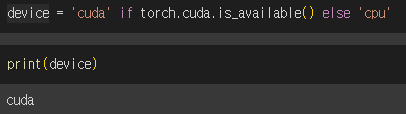 device = 'cuda' if torch.cuda.is_available() else 'cpu'
print(device)
cuda